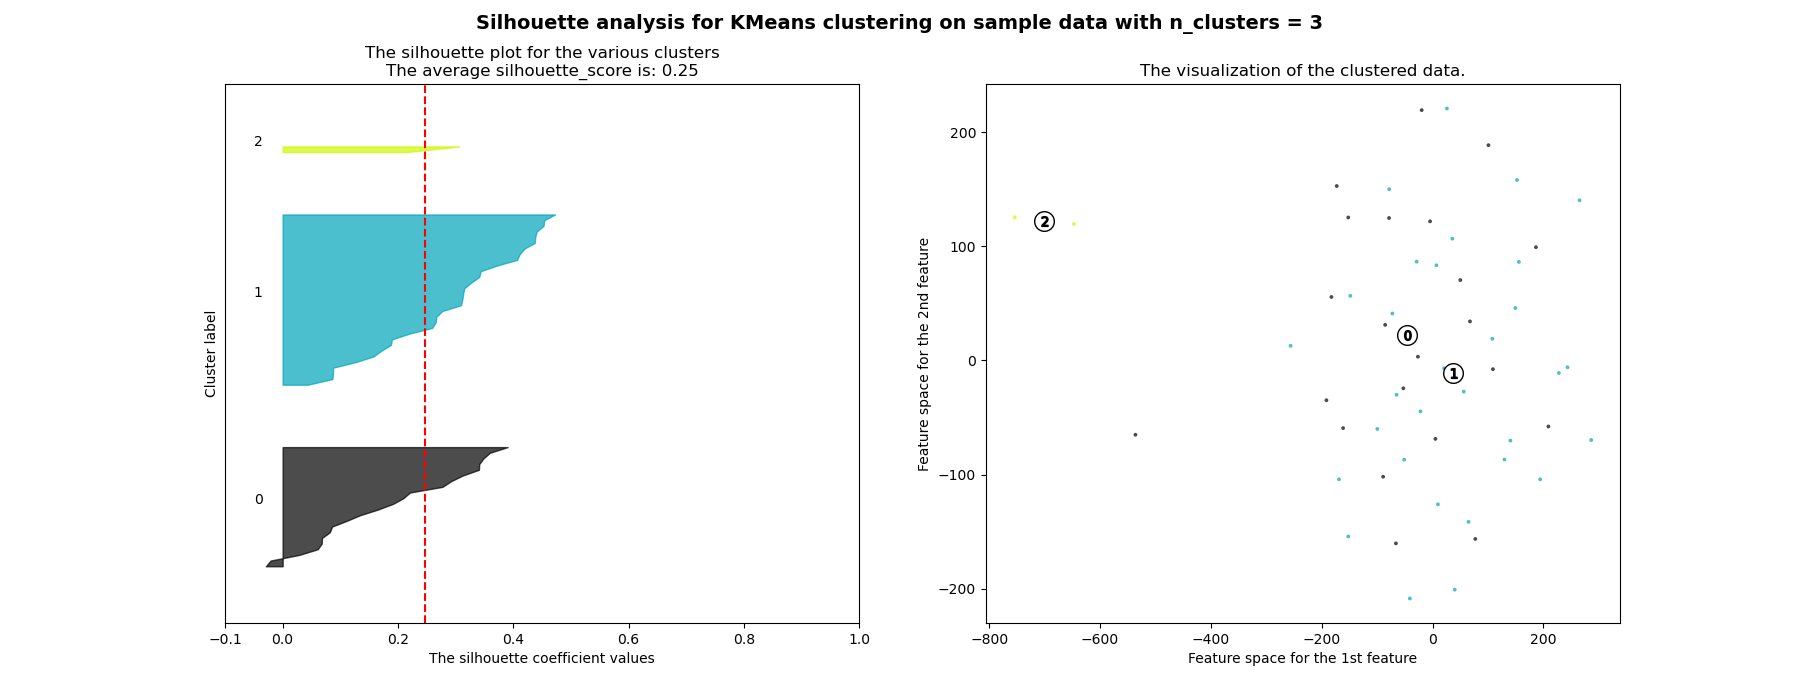 Silhouette analysis for KMeans clustering on sample data with n_clusters = 3
The silhouette plot for the various clusters
The average silhouette_score is: 0.25
2
1
0
Cluster label
−0.1 0.0 0.2 0.4 0.6 0.8 1.0
The silhouette coefficient values
The visualization of the clustered data.
200
100
0
−100
−200
Feature space for the 2nd feature
2
0
1
−800 −600 −400 −200 0 200
Feature space for the 1st feature